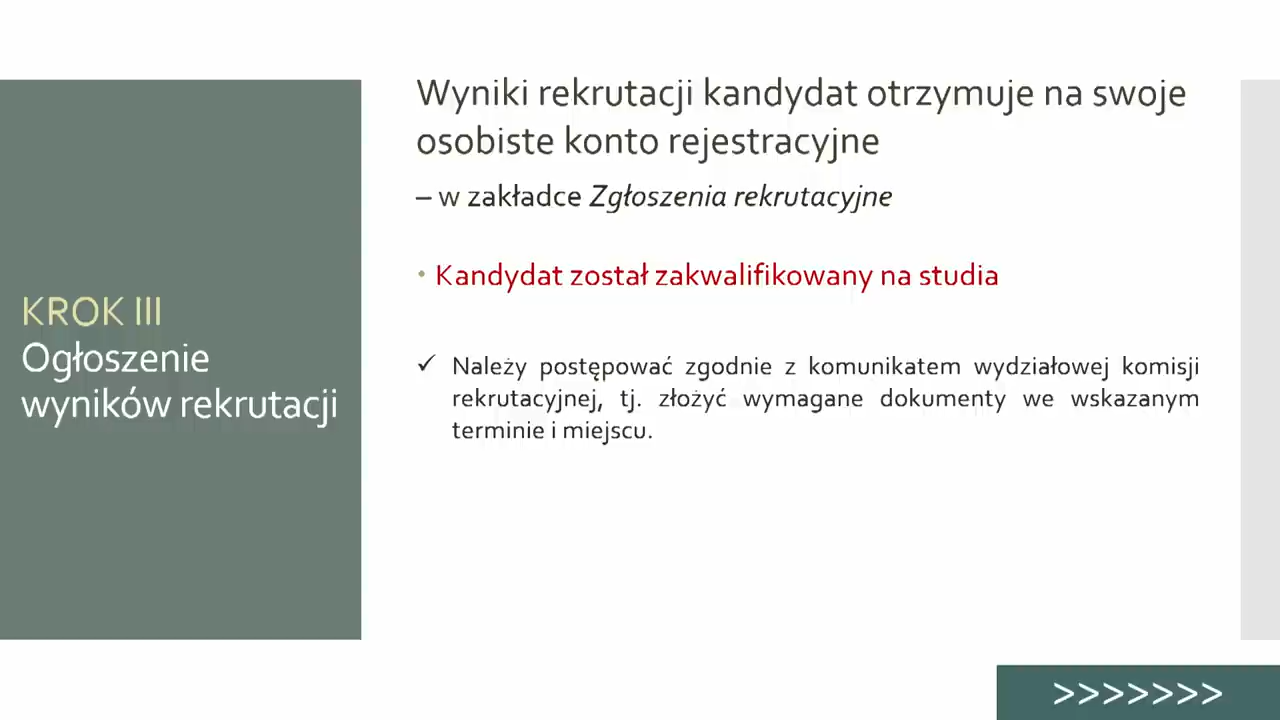 KROK III
Ogłoszenie
wyników rekrutacji
Wyniki rekrutacji kandydat otrzymuje na swoje
osobiste konto rejestracyjne
– w zakładce Zgłoszenia rekrutacyjne
• Kandydat został zakwalifikowany na studia
✓ Należy postępować zgodnie z komunikatem wydziałowej komisji
rekrutacyjnej, tj. złożyć wymagane dokumenty we wskazanym
terminie i miejscu.
>>>>>>>